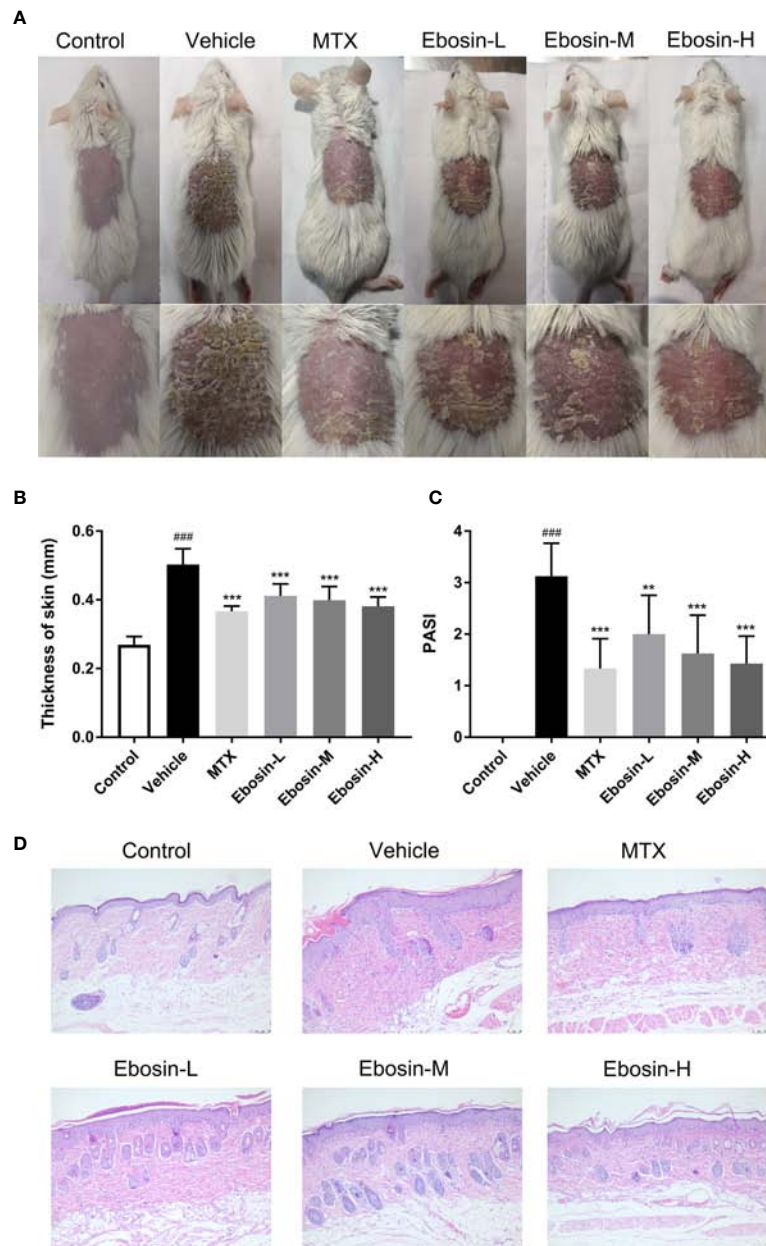 A
Control Vehicle MTX Ebosin-L Ebosin-M Ebosin-H
B
Thickness of skin (mm)
0.6
0.4
0.2
0.0
###
***
***
***
***
Control Vehicle MTX Ebosin-L Ebosin-M Ebosin-H
C
PASI
4
3
2
1
0
###
***
**
***
***
Control Vehicle MTX Ebosin-L Ebosin-M Ebosin-H
D
Control Vehicle MTX
Ebosin-L Ebosin-M Ebosin-H